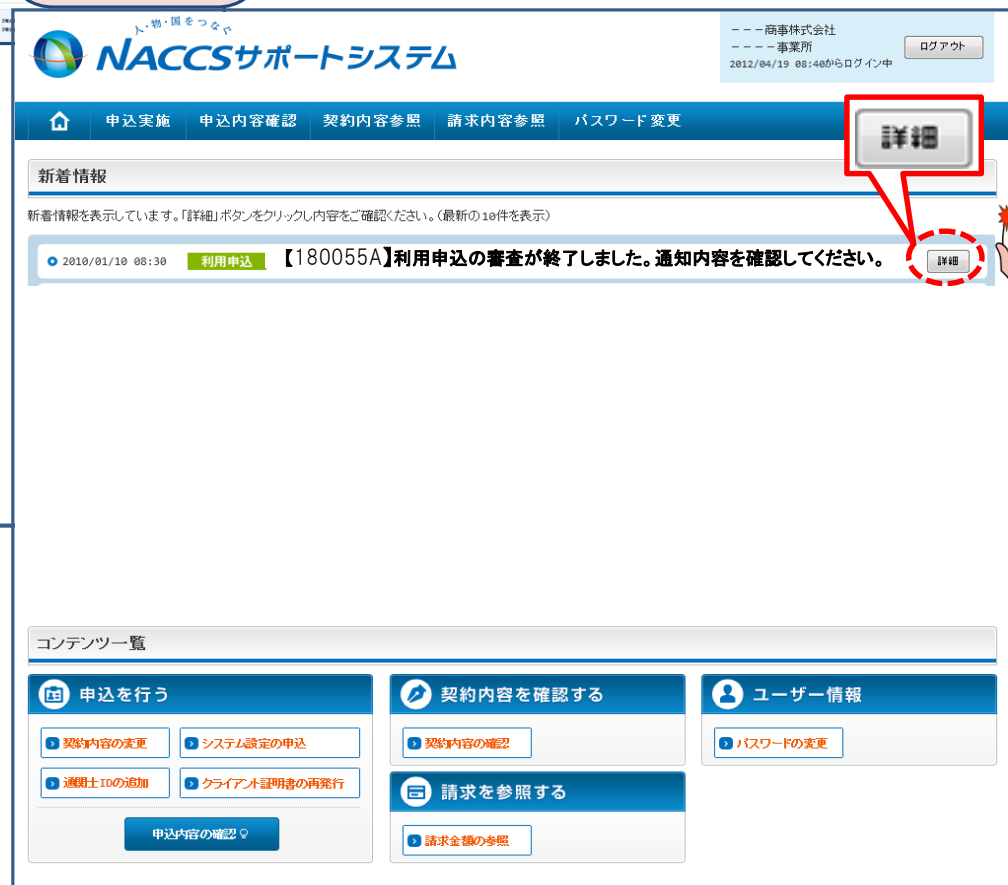 人・物・国をつなぐ
NACCSサポートシステム
---商事株式会社
----事業所
2012/04/19 08:40からログイン中
ログアウト
申込実施 申込内容確認 契約内容参照 請求内容参照 パスワード変更
詳細
新着情報
新着情報を表示しています。「詳細」ボタンをクリックし内容をご確認ください。(最新の10件を表示)
2010/01/10 08:30 利用申込 【180055A】利用申込の審査が終了しました。通知内容を確認してください。 詳細
コンテンツ一覧
申込を行う
契約内容の変更 システム設定の申込
通関士IDの追加 クライアント証明書の再発行
申込内容の確認
契約内容を確認する
契約内容の確認
請求を参照する
請求金額の参照
ユーザー情報
パスワードの変更